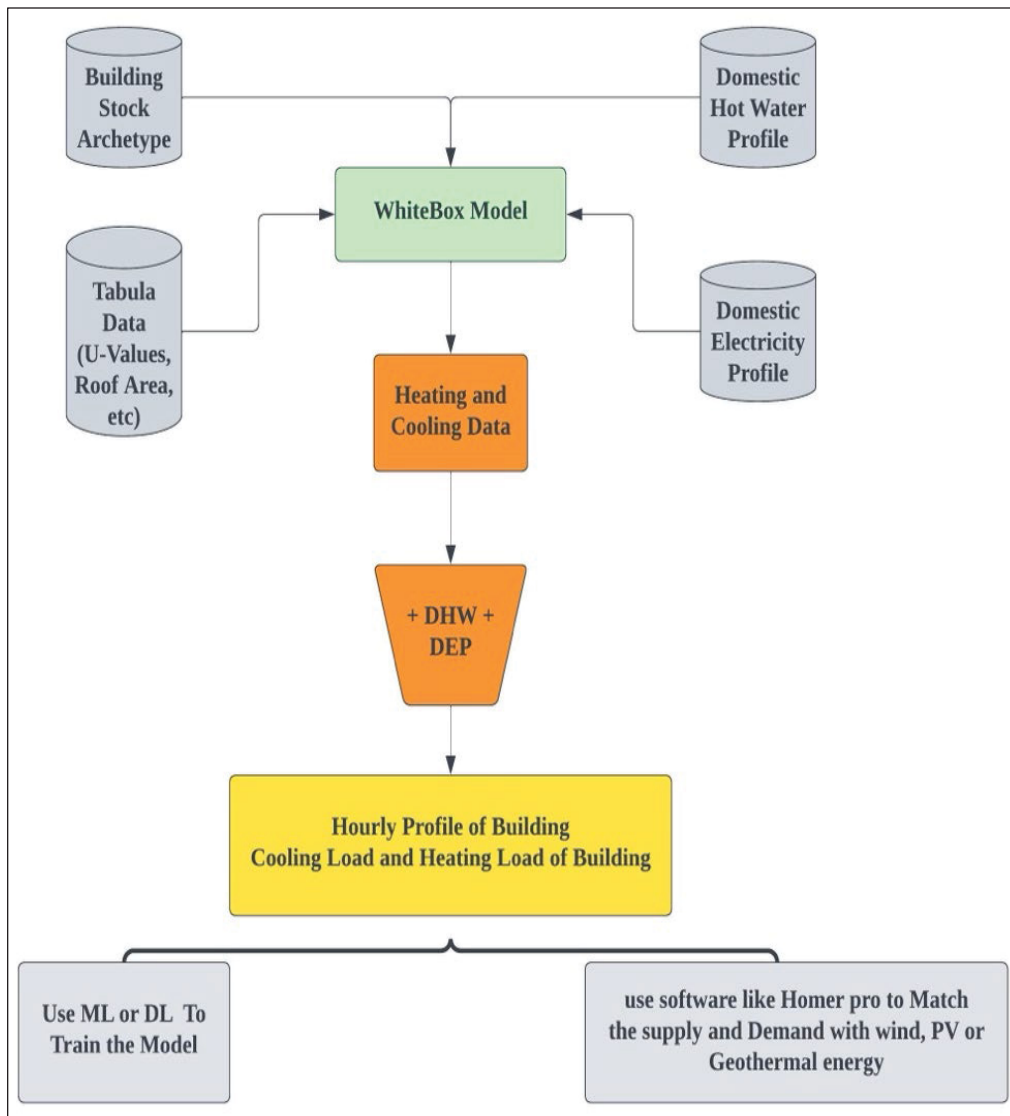 Building
Stock
Archetype
Domestic
Hot Water
Profile
WhiteBox Model
Tabula
Data
(U-Values,
Roof Area,
etc)
Domestic
Electricity
Profile
Heating and
Cooling Data
+ DHW +
DEP
Hourly Profile of Building
Cooling Load and Heating Load of Building
Use ML or DL To
Train the Model
use software like Homer pro to Match
the supply and Demand with wind, PV or
Geothermal energy